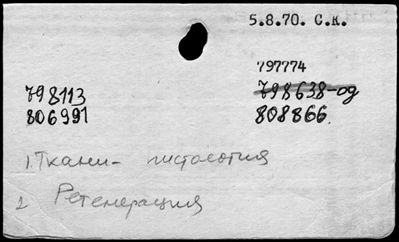 5.8.70. С.К.
797774
798113
798638-од
806991
808866.
1. Ткани - гистология
2 Регенерация